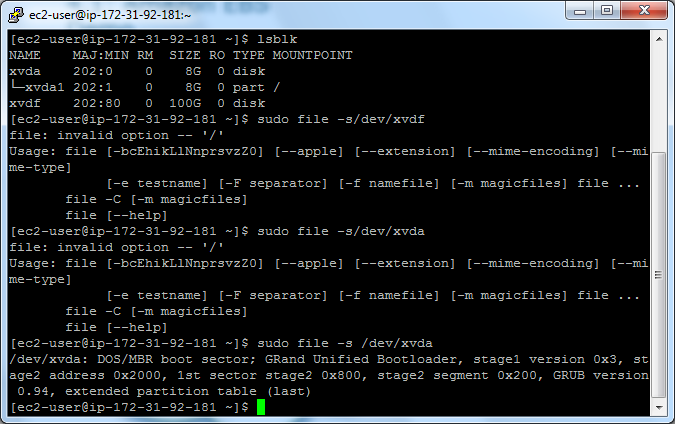 ec2-user@ip-172-31-92-181:~
[ec2-user@ip-172-31-92-181 ~]$ lsblk
NAME    MAJ:MIN RM  SIZE RO TYPE MOUNTPOINT
xvda    202:0    0    8G  0 disk
└─xvda1 202:1    0    8G  0 part /
xvdf    202:80   0  100G  0 disk
[ec2-user@ip-172-31-92-181 ~]$ sudo file -s/dev/xvdf
file: invalid option -- '/'
Usage: file [-bcEhikLlNnprsvzZ0] [--apple] [--extension] [--mime-encoding] [--mi
me-type]
            [-e testname] [-F separator] [-f namefile] [-m magicfiles] file ...
       file -C [-m magicfiles]
       file [--help]
[ec2-user@ip-172-31-92-181 ~]$ sudo file -s/dev/xvda
file: invalid option -- '/'
Usage: file [-bcEhikLlNnprsvzZ0] [--apple] [--extension] [--mime-encoding] [--mi
me-type]
            [-e testname] [-F separator] [-f namefile] [-m magicfiles] file ...
       file -C [-m magicfiles]
       file [--help]
[ec2-user@ip-172-31-92-181 ~]$ sudo file -s /dev/xvda
/dev/xvda: DOS/MBR boot sector; GRand Unified Bootloader, stage1 version 0x3, st
age2 address 0x2000, 1st sector stage2 0x800, stage2 segment 0x200, GRUB version
 0.94, extended partition table (last)
[ec2-user@ip-172-31-92-181 ~]$